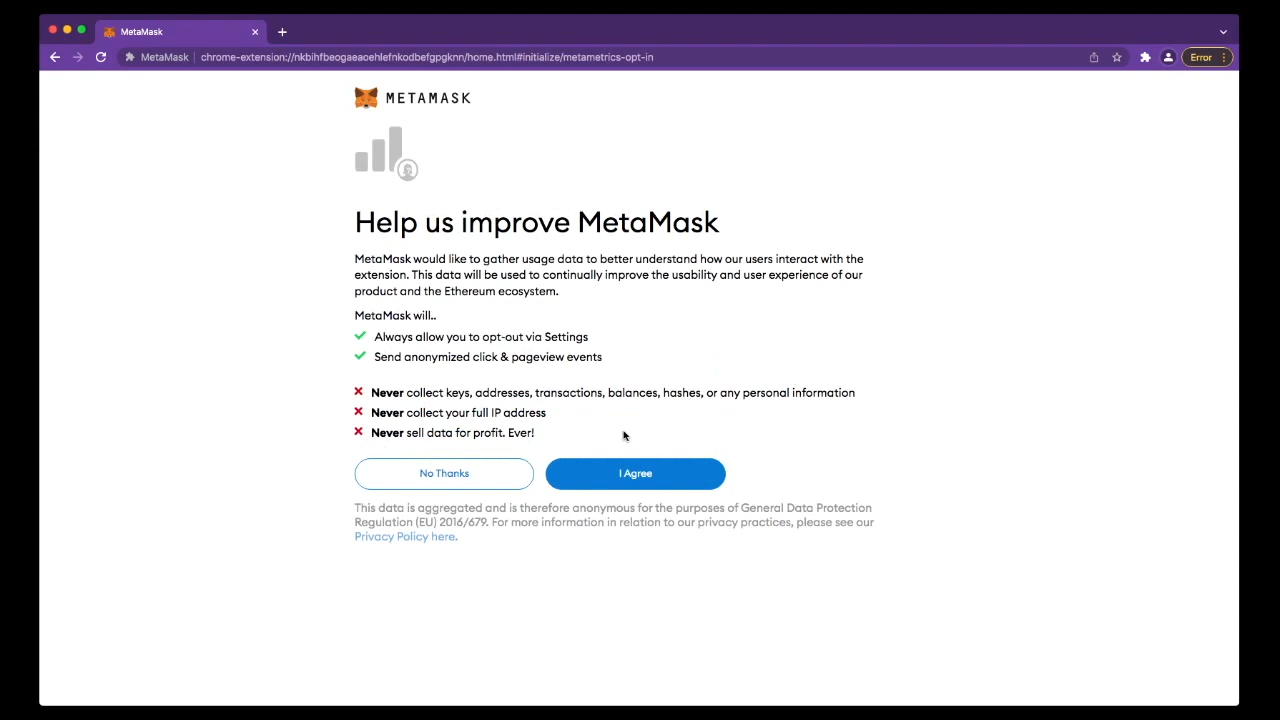 MetaMask
MetaMask
chrome-extension://nkbihfbeogaeaoehlefnkodbefgpgknn/home.html#initialize/metametrics-opt-in
Error
METAMASK
Help us improve MetaMask
MetaMask would like to gather usage data to better understand how our users interact with the
extension. This data will be used to continually improve the usability and user experience of our
product and the Ethereum ecosystem.
MetaMask will..
Always allow you to opt-out via Settings
Send anonymized click & pageview events
Never collect keys, addresses, transactions, balances, hashes, or any personal information
Never collect your full IP address
Never sell data for profit. Ever!
No Thanks
I Agree
This data is aggregated and is therefore anonymous for the purposes of General Data Protection
Regulation (EU) 2016/679. For more information in relation to our privacy practices, please see our
Privacy Policy here.